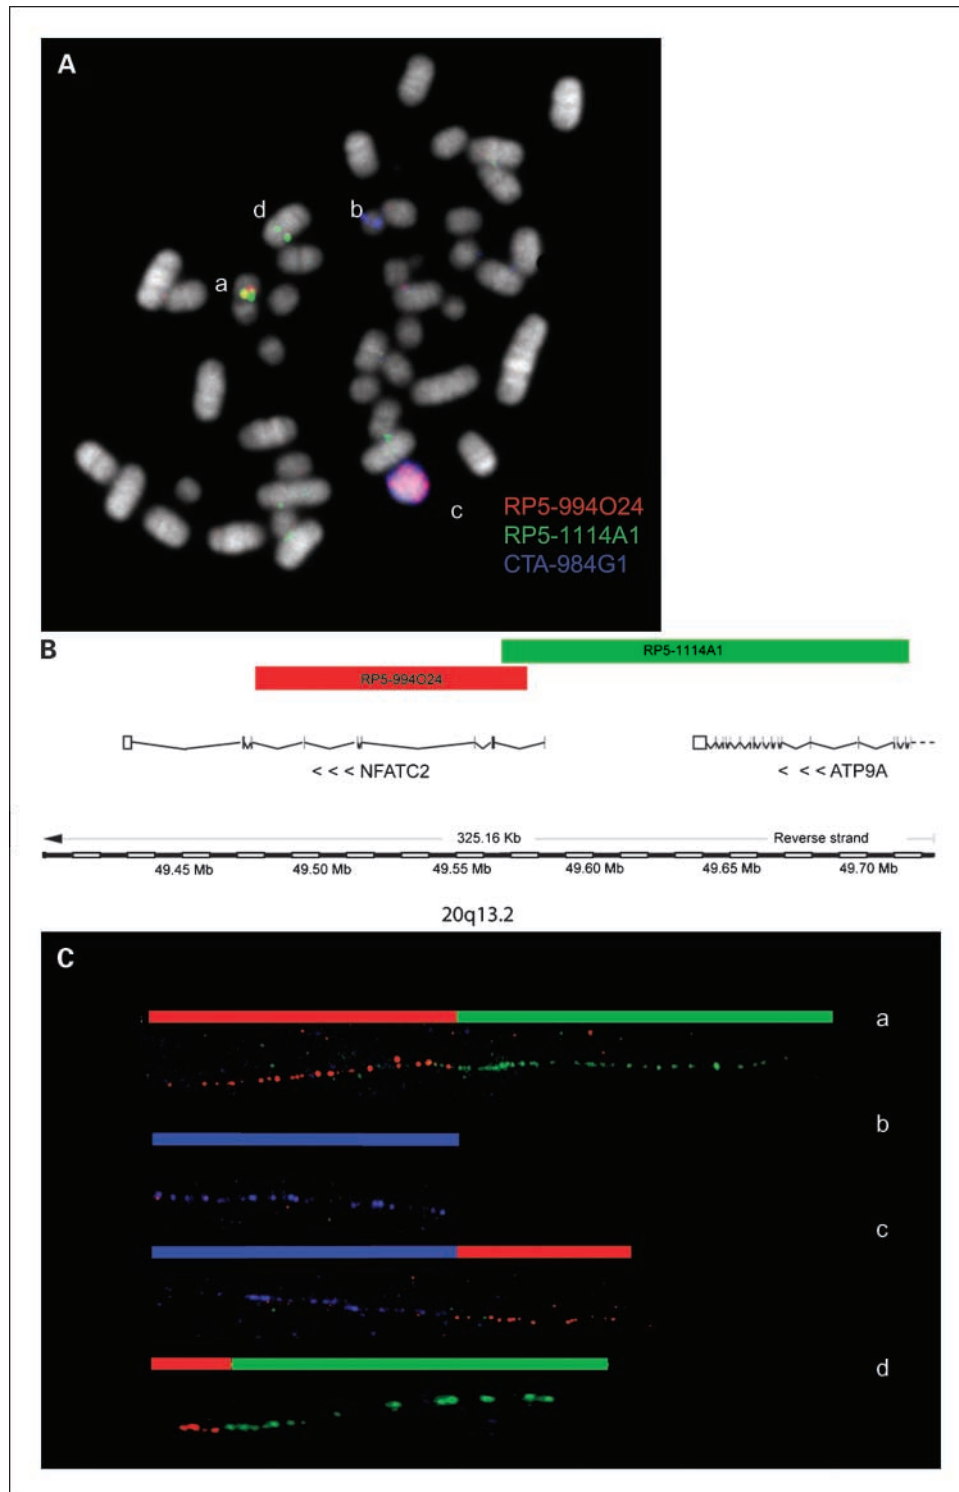 A
d
b
a
c
RP5-994O24
RP5-1114A1
CTA-984G1
B
RP5-1114A1
RP5-994O24
< < < NFATC2
< < < ATP9A
325.16 Kb
Reverse strand
49.45 Mb 49.50 Mb 49.55 Mb 49.60 Mb 49.65 Mb 49.70 Mb
20q13.2
C
a
b
c
d